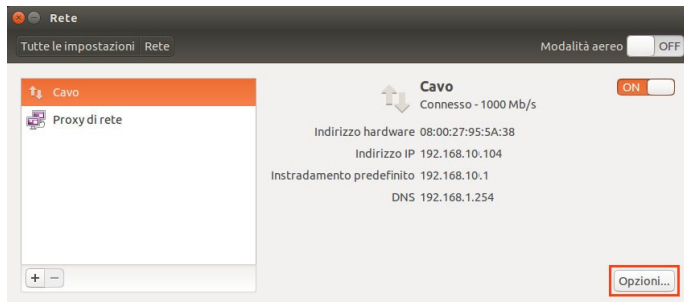 Rete
Tutte le impostazioni Rete Modalità aereo OFF
Cavo
Proxy di rete
Cavo ON
Connesso - 1000 Mb/s
Indirizzo hardware 08:00:27:95:5A:38
Indirizzo IP 192.168.10.104
Instradamento predefinito 192.168.10.1
DNS 192.168.1.254
+ -
Opzioni...